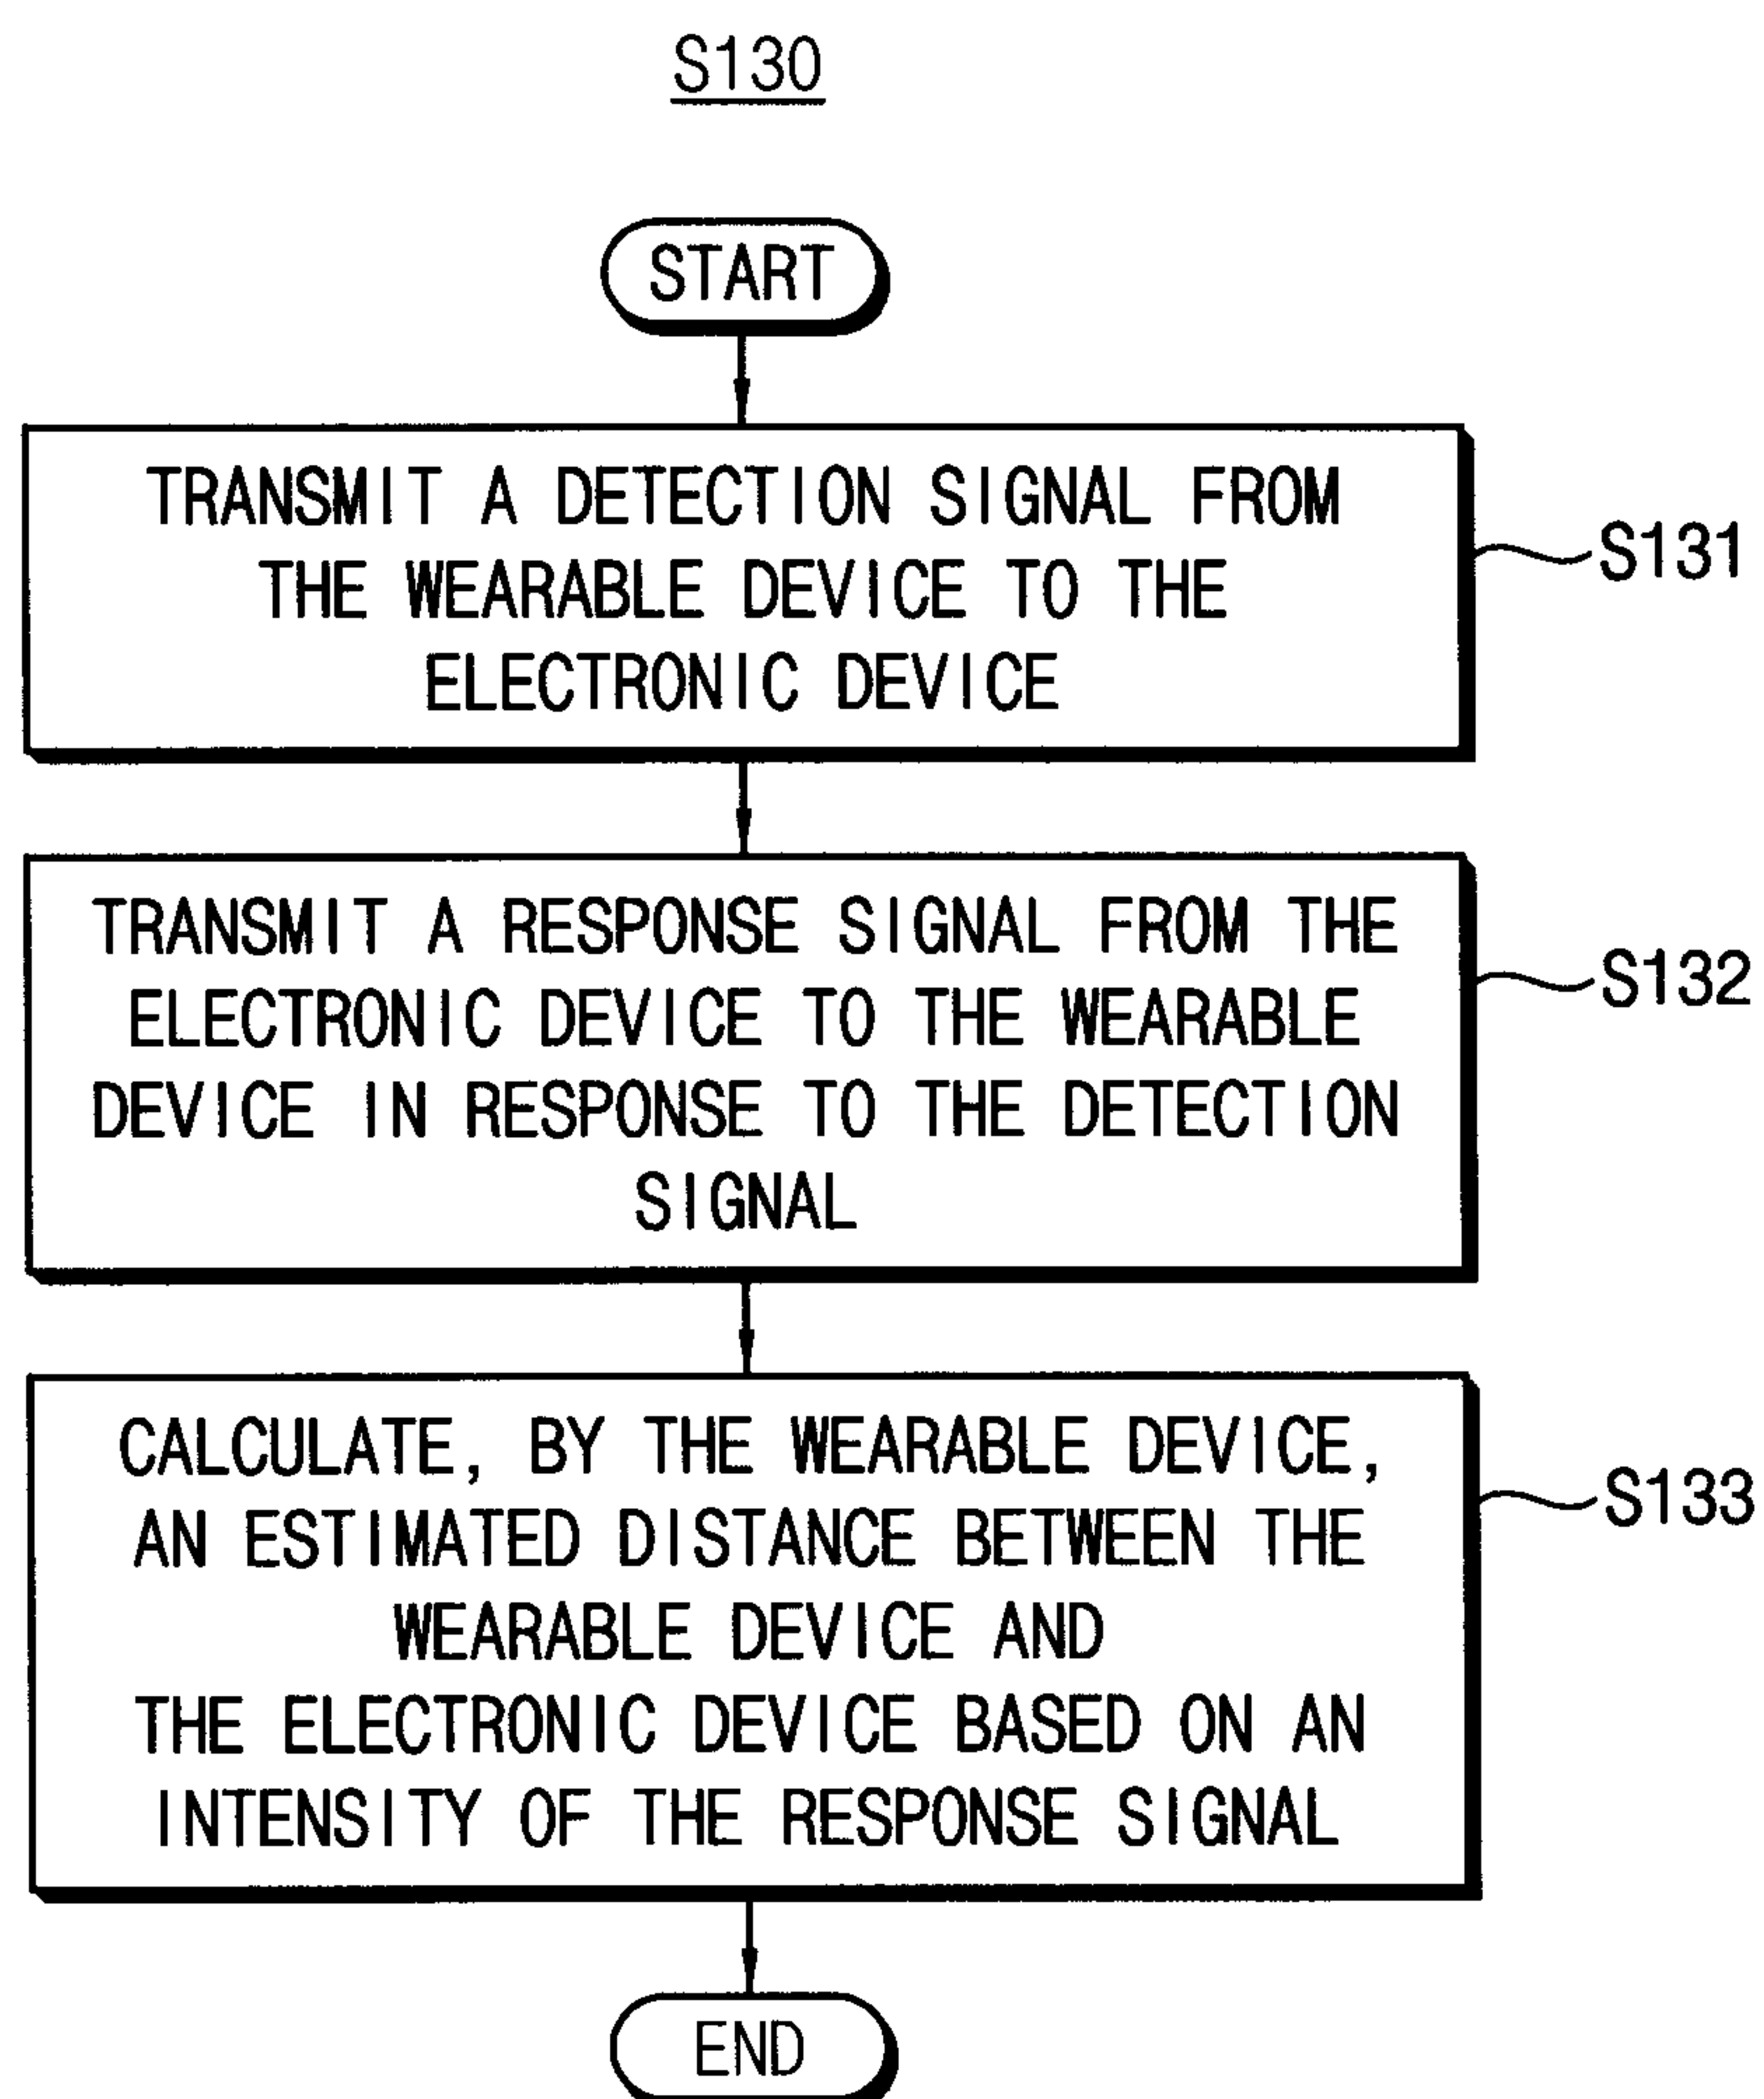 S130
START
TRANSMIT A DETECTION SIGNAL FROM
THE WEARABLE DEVICE TO THE
ELECTRONIC DEVICE
S131
TRANSMIT A RESPONSE SIGNAL FROM THE
ELECTRONIC DEVICE TO THE WEARABLE
DEVICE IN RESPONSE TO THE DETECTION
SIGNAL
S132
CALCULATE, BY THE WEARABLE DEVICE,
AN ESTIMATED DISTANCE BETWEEN THE
WEARABLE DEVICE AND
THE ELECTRONIC DEVICE BASED ON AN
INTENSITY OF THE RESPONSE SIGNAL
S133
END